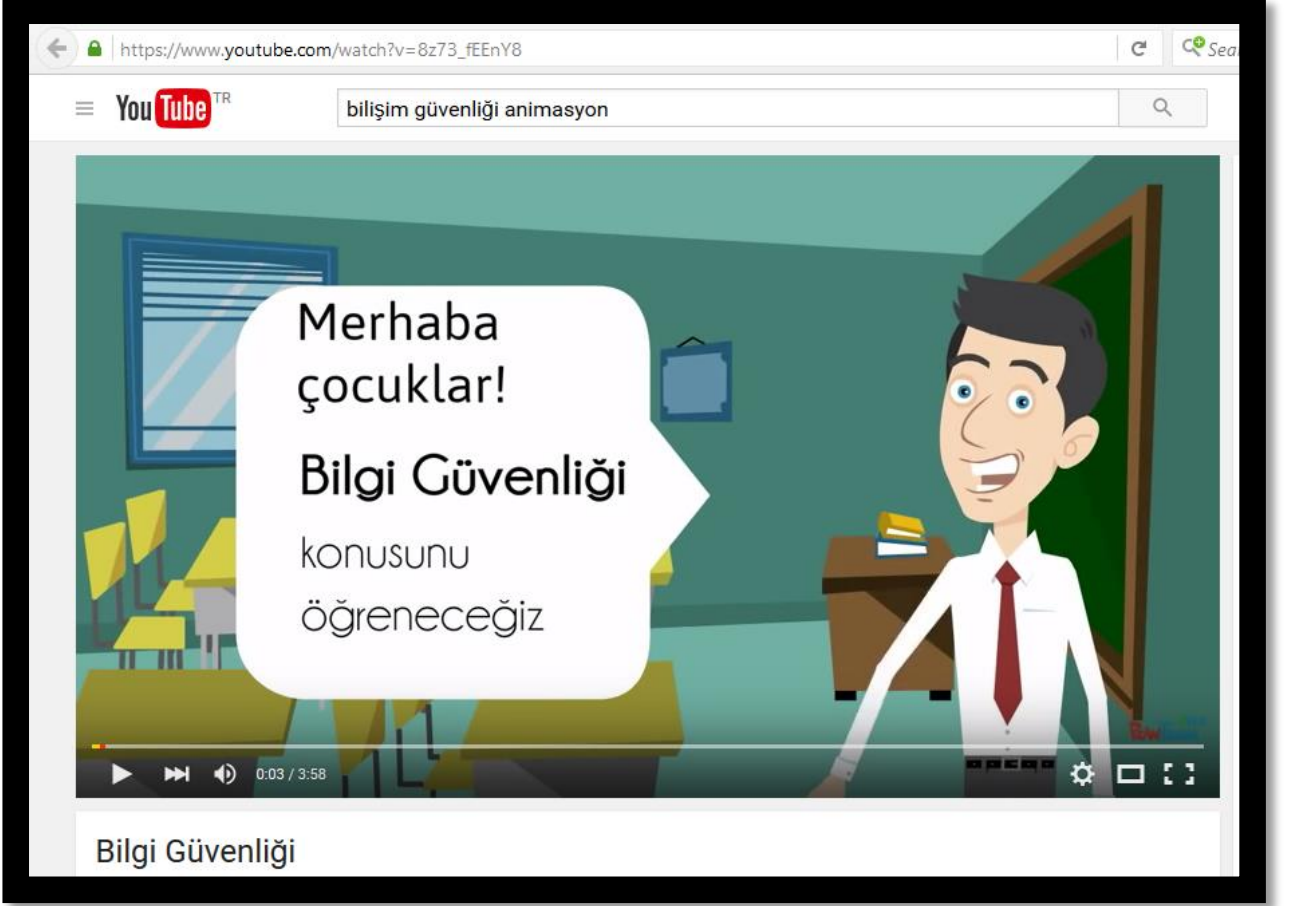 https://www.youtube.com/watch?v=8z73_fEEnY8
You Tube TR
bilişim güvenliği animasyon
Merhaba
çocuklar!
Bilgi Güvenliği
konusunu
öğreneceğiz
0:03 / 3:58
Bilgi Güvenliği